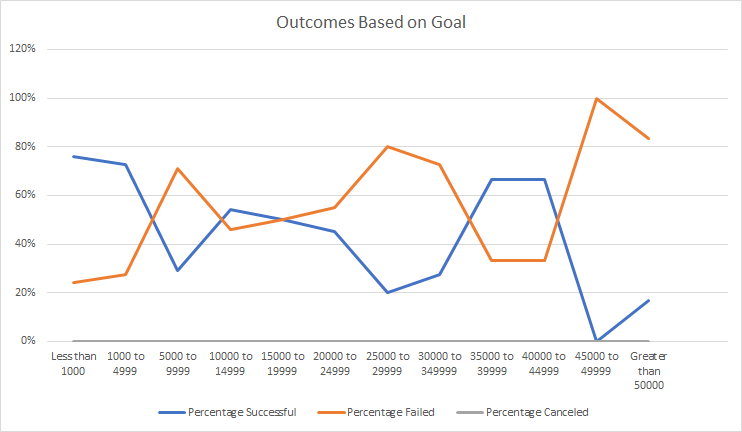 Outcomes Based on Goal
120%
100%
80%
60%
40%
20%
0%
Less than 1000 to 5000 to 10000 to 15000 to 20000 to 25000 to 30000 to 35000 to 40000 to 45000 to Greater
1000 4999 9999 14999 19999 24999 29999 349999 39999 44999 49999 than
50000
Percentage Successful Percentage Failed Percentage Canceled